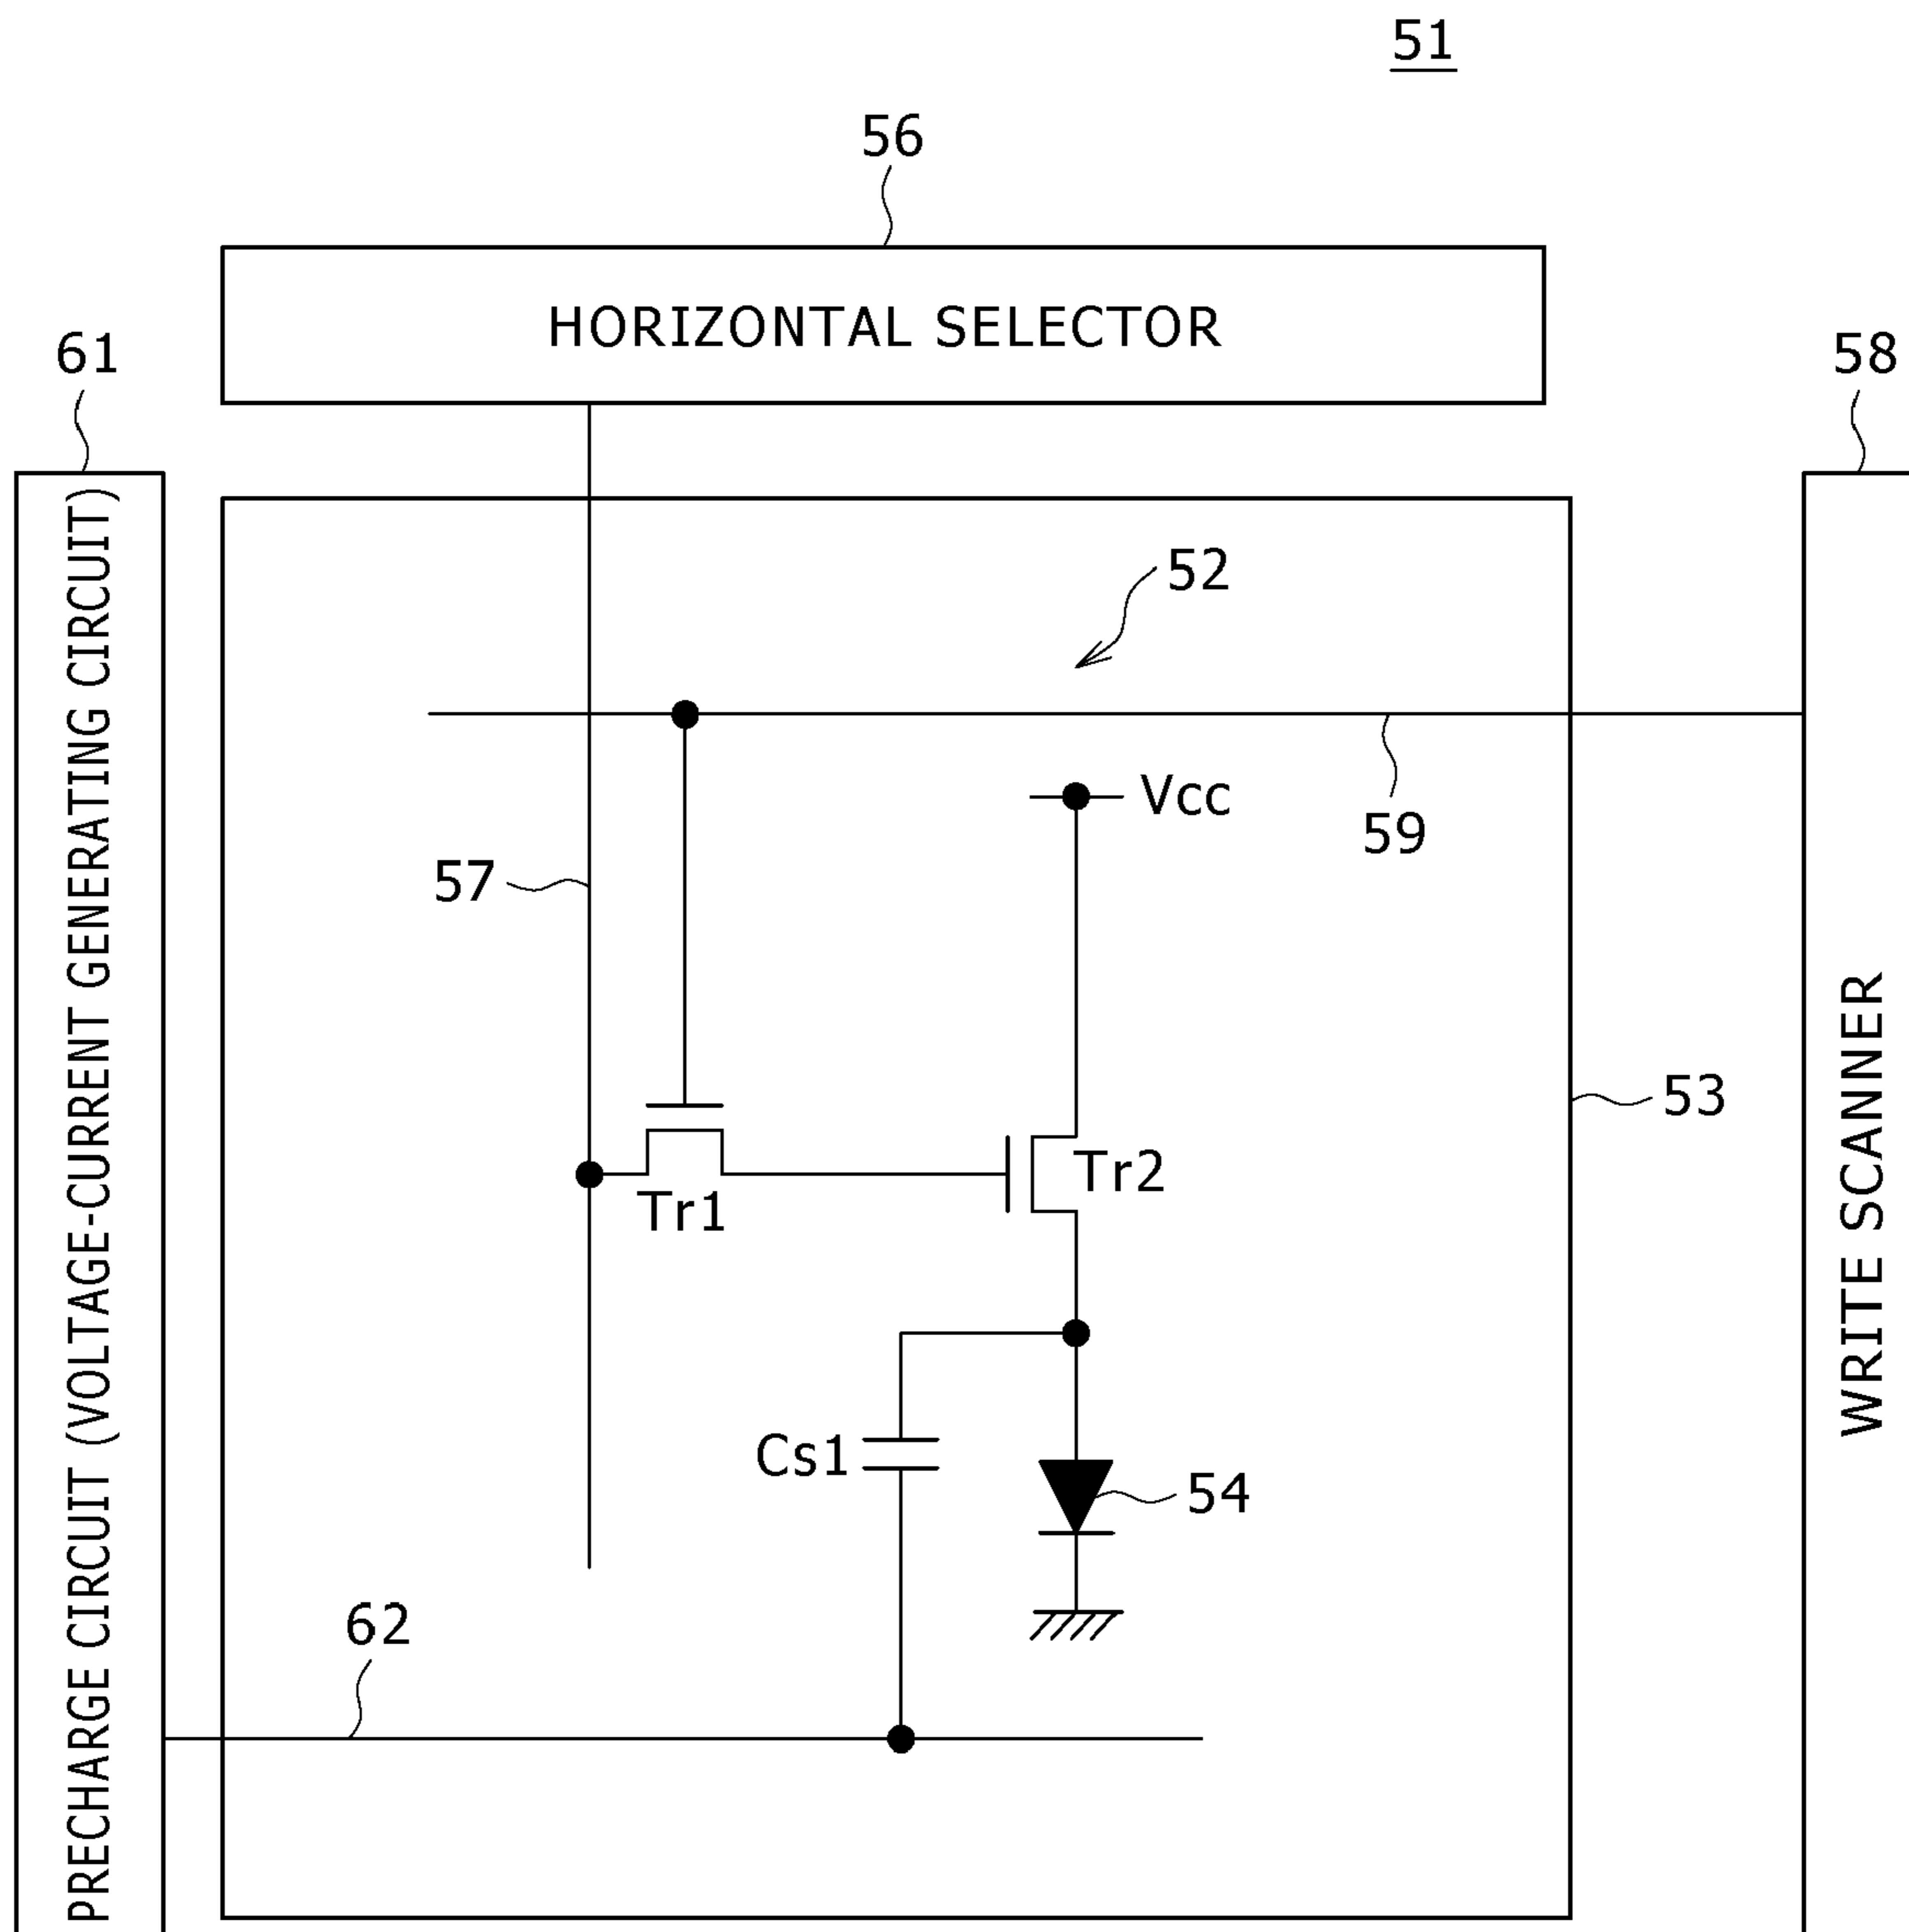 51
56
HORIZONTAL SELECTOR
61
58
PRECHARGE CIRCUIT (VOLTAGE-CURRENT GENERATING CIRCUIT)
52
Vcc
59
57
WRITE SCANNER
53
Tr2
Tr1
Cs1
54
62